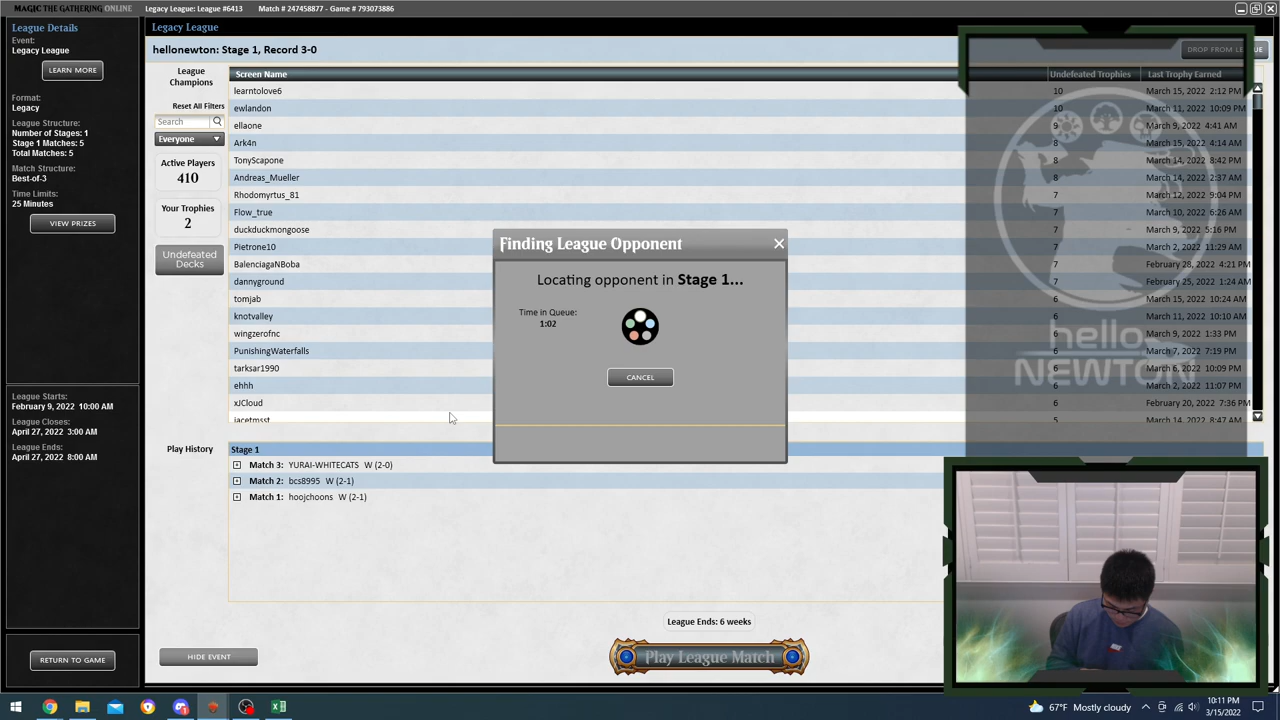 MAGIC THE GATHERING ONLINE
Legacy League: League #6413
Match # 247458877 - Game # 793073886
League Details
Event:
Legacy League
LEARN MORE
Format:
Legacy
League Structure:
Number of Stages: 1
Stage 1 Matches: 5
Total Matches: 5
Match Structure:
Best-of-3
Time Limits:
25 Minutes
VIEW PRIZES
League Starts:
February 9, 2022 10:00 AM
League Closes:
April 27, 2022 3:00 AM
League Ends:
April 27, 2022 8:00 AM
RETURN TO GAME
Legacy League
hellonewton: Stage 1, Record 3-0
DROP FROM LEAGUE
League
Champions
Reset All Filters
Search
Everyone
Active Players
410
Your Trophies
2
Undefeated
Decks
Screen Name Undefeated Trophies Last Trophy Earned
learntolove6 10 March 15, 2022 2:12 PM
ewlandon 10 March 11, 2022 10:09 PM
ellaone 9 March 9, 2022 4:41 AM
Ark4n 8 March 15, 2022 4:14 AM
TonyScapone 8 March 14, 2022 8:42 PM
Andreas_Mueller 8 March 14, 2022 2:37 AM
Rhodomyrtus_81 7 March 12, 2022 9:04 PM
Flow_true 7 March 10, 2022 6:26 AM
duckduckmongoose 7 March 9, 2022 5:16 PM
Pietrone10 7 March 2, 2022 11:29 AM
BalenciagaNBoba 7 February 28, 2022 4:21 PM
dannyground 7 February 25, 2022 1:24 AM
tomjab 6 March 15, 2022 10:24 AM
knotvalley 6 March 11, 2022 10:10 AM
wingzerofnc 6 March 9, 2022 1:33 PM
PunishingWaterfalls 6 March 7, 2022 7:19 PM
tarksar1990 6 March 6, 2022 10:09 PM
ehhh 6 March 2, 2022 11:07 PM
xJCloud 6 February 20, 2022 7:36 PM
jacetmsst 5 March 14, 2022 8:47 AM
hello
NEWTON
Finding League Opponent
Locating opponent in Stage 1...
Time in Queue:
1:02
CANCEL
Play History
Stage 1
Match 3: YURAI-WHITECATS W (2-0)
Match 2: bcs8995 W (2-1)
Match 1: hoojchoons W (2-1)
League Ends: 6 weeks
HIDE EVENT
Play League Match
67°F Mostly cloudy
10:11 PM
3/15/2022